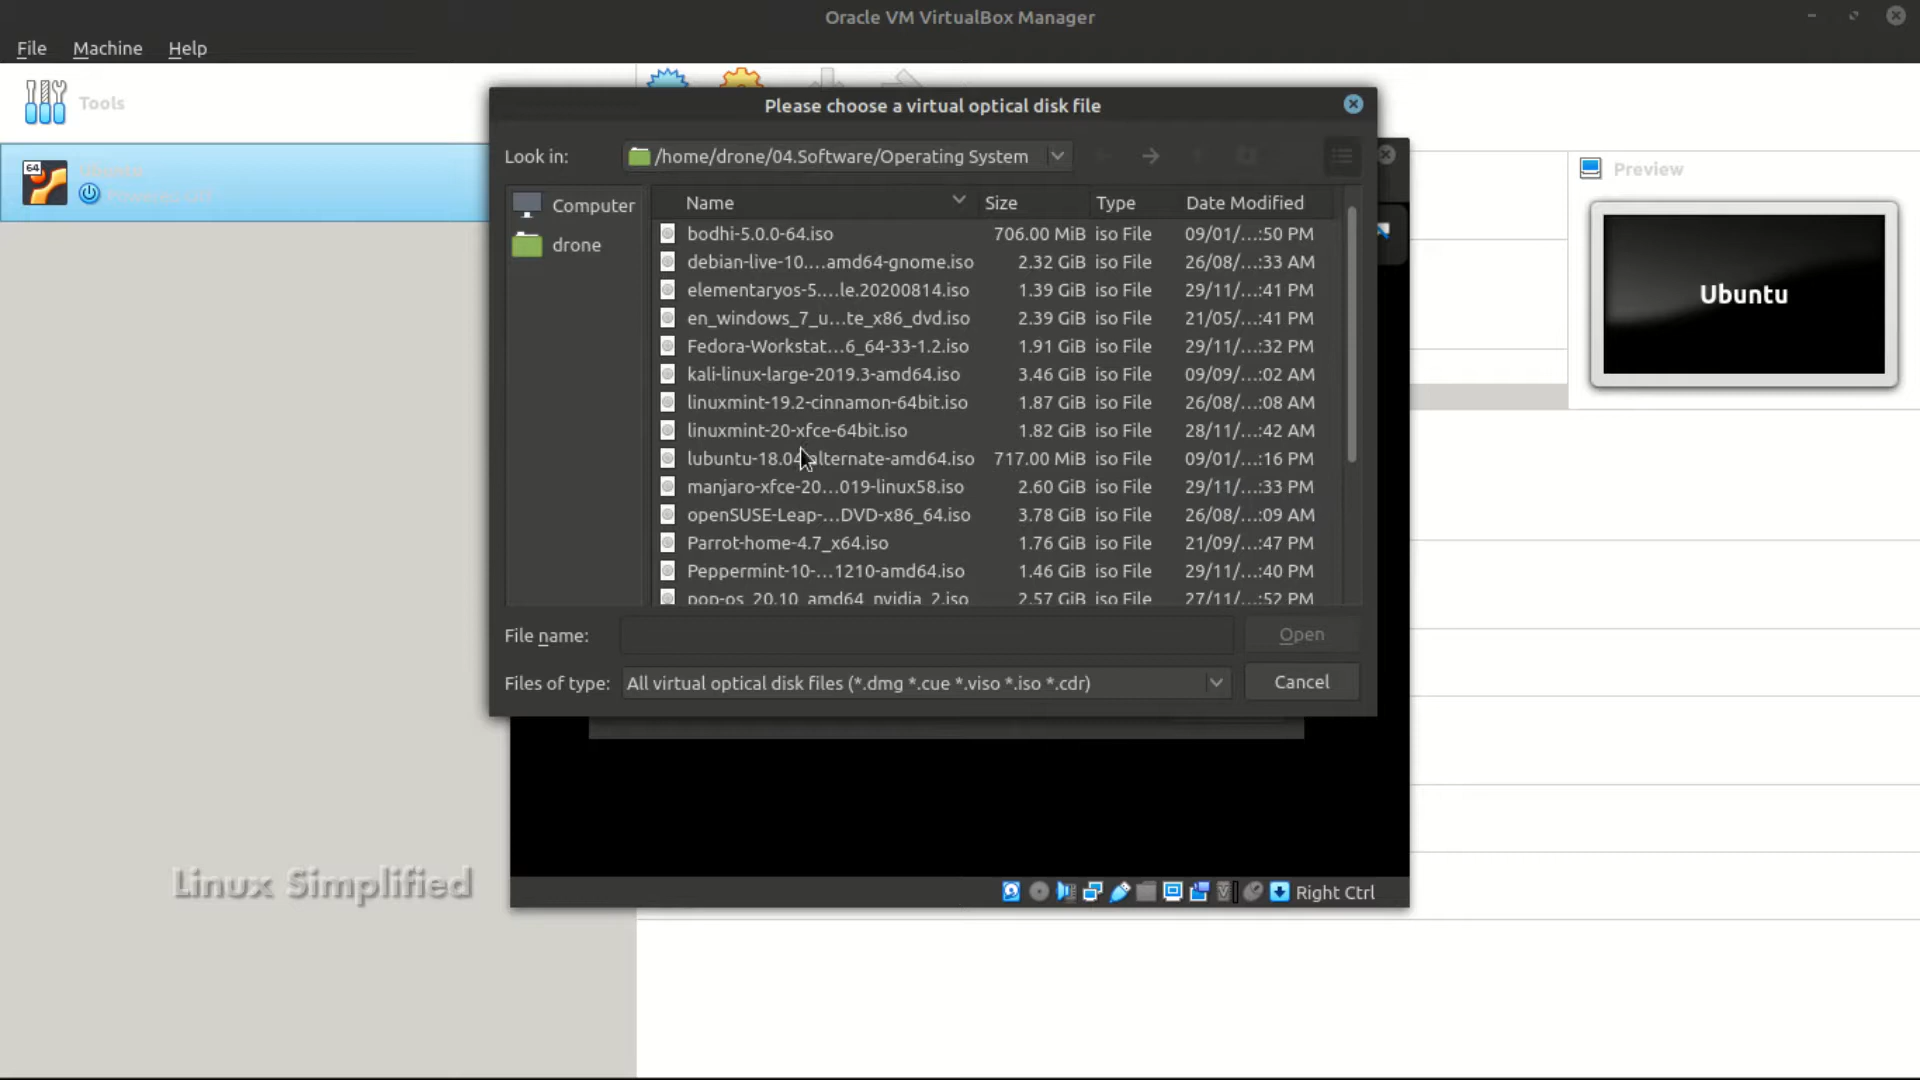 Oracle VM VirtualBox Manager
File Machine Help
Tools
64
Ubuntu
Powered Off
Please choose a virtual optical disk file
Look in: /home/drone/04.Software/Operating System
Computer
drone
Name Size Type Date Modified
bodhi-5.0.0-64.iso 706.00 MiB iso File 09/01/...:50 PM
debian-live-10....amd64-gnome.iso 2.32 GiB iso File 26/08/...:33 AM
elementaryos-5....le.20200814.iso 1.39 GiB iso File 29/11/...:41 PM
en_windows_7_u...te_x86_dvd.iso 2.39 GiB iso File 21/05/...:41 PM
Fedora-Workstat...6_64-33-1.2.iso 1.91 GiB iso File 29/11/...:32 PM
kali-linux-large-2019.3-amd64.iso 3.46 GiB iso File 09/09/...:02 AM
linuxmint-19.2-cinnamon-64bit.iso 1.87 GiB iso File 26/08/...:08 AM
linuxmint-20-xfce-64bit.iso 1.82 GiB iso File 28/11/...:42 AM
lubuntu-18.04-alternate-amd64.iso 717.00 MiB iso File 09/01/...:16 PM
manjaro-xfce-20...019-linux58.iso 2.60 GiB iso File 29/11/...:33 PM
openSUSE-Leap-...DVD-x86_64.iso 3.78 GiB iso File 26/08/...:09 AM
Parrot-home-4.7_x64.iso 1.76 GiB iso File 21/09/...:47 PM
Peppermint-10-...1210-amd64.iso 1.46 GiB iso File 29/11/...:40 PM
pop-os_20.10_amd64_nvidia_2.iso 2.57 GiB iso File 27/11/...:52 PM
File name: Open
Files of type: All virtual optical disk files (*.dmg *.cue *.viso *.iso *.cdr) Cancel
Preview
Ubuntu
Linux Simplified
Right Ctrl